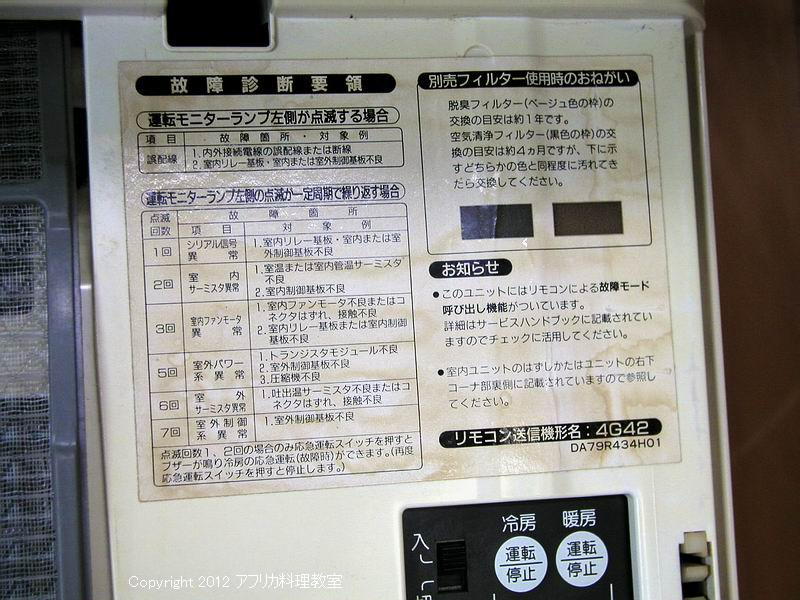 故障診断要領
運転モニターランプ左側が点滅する場合
項目 故障箇所・対象例
誤配線 1.内外接続電線の誤配線または断線
2.室内リレー基板・室内または室外制御基板不良
運転モニターランプ左側の点滅が一定周期で繰り返す場合
点滅回数 故障箇所
項目 対象例
1回 シリアル信号異常 1.室内リレー基板・室内または室
外制御基板不良
2回 室内サーミスタ異常 1.室温または室内管温サーミスタ
不良
2.室内制御基板不良
3回 室内ファンモータ異常 1.室内ファンモータ不良またはコ
ネクタはずれ、接触不良
2.室内リレー基板または室内制御
基板不良
5回 室外パワー系異常 1.トランジスタモジュール不良
2.室外制御基板不良
3.圧縮機不良
6回 室外サーミスタ異常 1.吐出温サーミスタ不良またはコ
ネクタはずれ、接触不良
7回 室外制御系異常 1.室外制御基板不良
点滅回数1、2回の場合のみ応急運転スイッチを押すと
ブザーが鳴り冷房の応急運転(故障時)ができます。(再度
応急運転スイッチを押すと停止します。)
別売フィルター使用時のおねがい
脱臭フィルター(ベージュ色の枠)の
交換の目安は約1年です。
空気清浄フィルター(黒色の枠)の交
換の目安は約4ヵ月ですが、下に示
すどちらかの色と同程度に汚れてき
たら交換してください。
お知らせ
●このユニットにはリモコンによる故障モード
呼び出し機能がついています。
詳細はサービスハンドブックに記載されてい
ますのでチェックに活用してください。
●室内ユニットのはずしかたはユニットの右下
コーナ部裏側に記載されていますので参照し
てください。
リモコン送信機形名：4G42
DA79R434H01
冷房 暖房
入
運転 運転
停止 停止
Copyright 2012 アフリカ料理教室